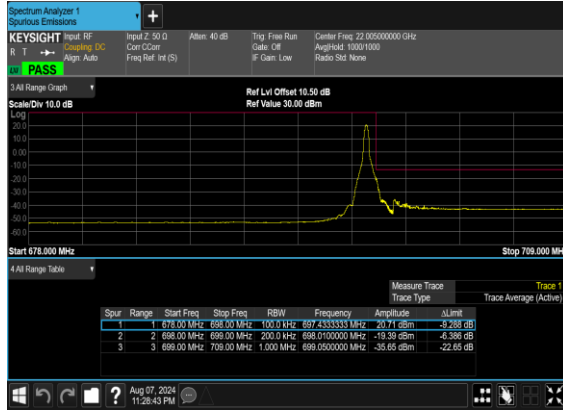 Spectrum Analyzer 1
Spurious Emissions
KEYSIGHT Input: RF Input Z: 50 Ω Atten: 40 dB Trig: Free Run Center Freq: 22.005000000 GHz
R T Coupling: DC Corr CCorr Gate: Off Avg|Hold: 1000/1000
Align: Auto Freq Ref: Int (S) IF Gain: Low Radio Std: None
PASS
3 All Range Graph
Ref Lvl Offset 10.50 dB
Scale/Div 10.0 dB Ref Value 30.00 dBm
Log
20.0
10.0
0.00
-10.0
-20.0
-30.0
-40.0
-50.0
-60.0
Start 678.000 MHz Stop 709.000 MH
4 All Range Table
Measure Trace Trace 1
Trace Type Trace Average (Active)
Spur Range Start Freq Stop Freq RBW Frequency Amplitude ΔLimit
1 1 678.00 MHz 698.00 MHz 100.0 kHz 697.4333333 MHz 20.71 dBm -9.288 dB
2 2 698.00 MHz 699.00 MHz 200.0 kHz 698.0100000 MHz -19.39 dBm -6.386 dB
3 3 699.00 MHz 709.00 MHz 1.000 MHz 699.0500000 MHz -35.65 dBm -22.65 dB
? Aug 07, 2024
11:28:43 PM